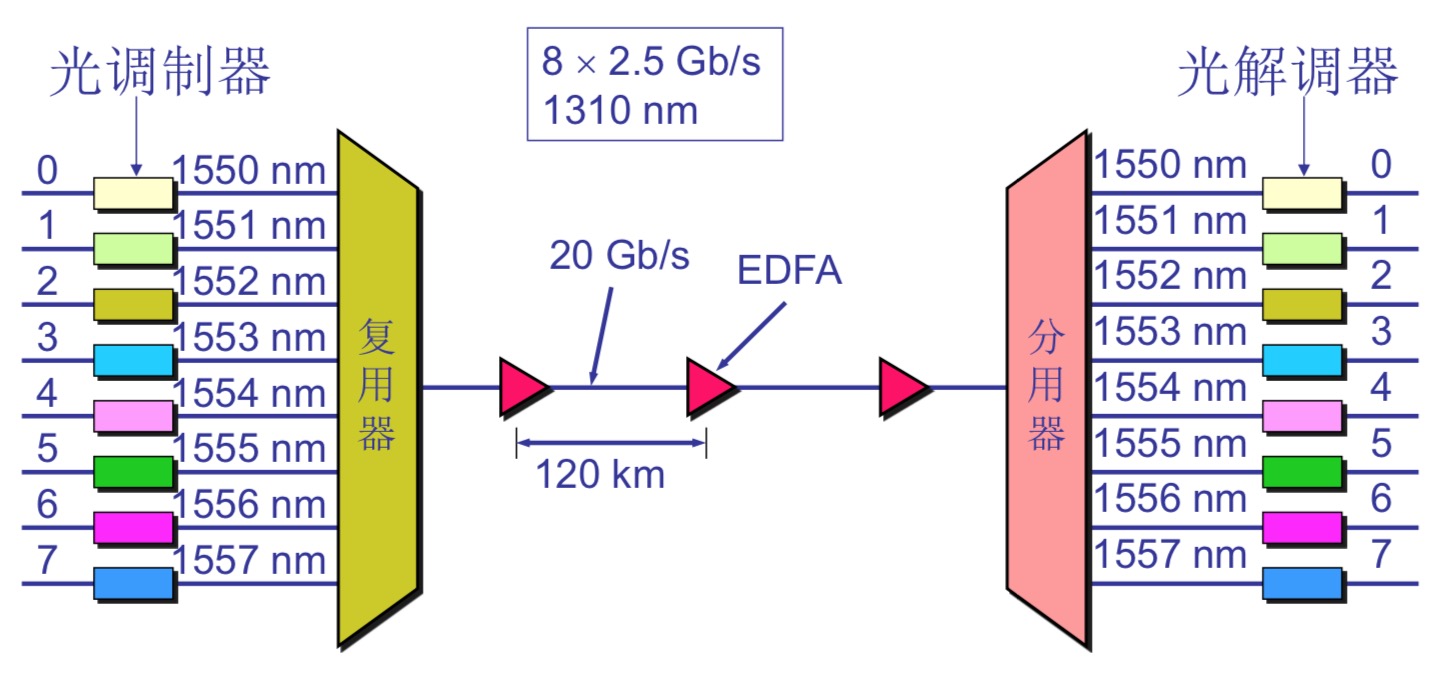 光调制器
8 × 2.5 Gb/s
1310 nm
光解调器
0 1550 nm
1 1551 nm
2 1552 nm
3 1553 nm
4 1554 nm
5 1555 nm
6 1556 nm
7 1557 nm
复用器
20 Gb/s
EDFA
120 km
分用器
1550 nm 0
1551 nm 1
1552 nm 2
1553 nm 3
1554 nm 4
1555 nm 5
1556 nm 6
1557 nm 7